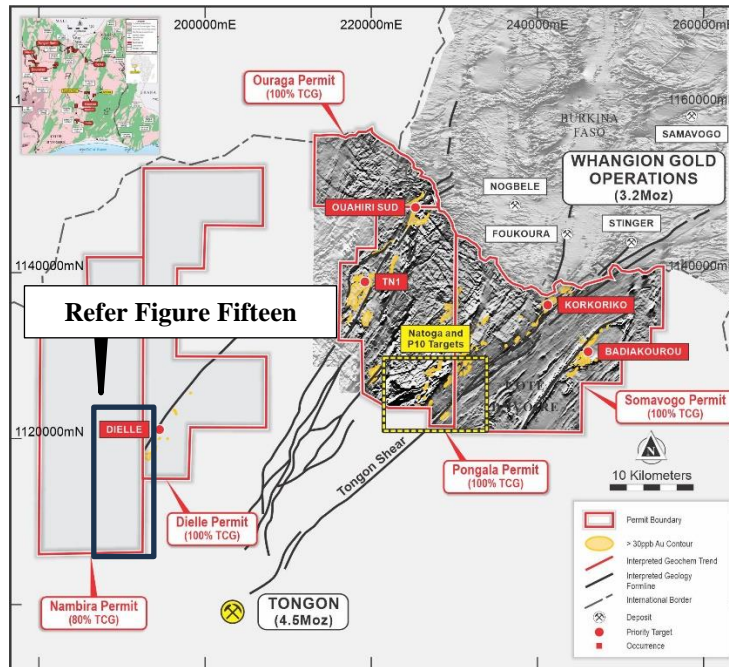 200000mE
220000mE
240000mE
260000mE
Ouraga Permit
(100% TCG)
1160000mN
BURKINA
FASO
SAMAVOGO
WHANGION GOLD
OPERATIONS
(3.2Moz)
NOGBELE
OUAHIRI SUD
FOUKOURA
STINGER
1140000mN
1140000mN
TN1
KORKORIKO
Refer Figure Fifteen
Natoga and
P10 Targets
BADIAKOUROU
Somavogo Permit
(100% TCG)
1120000mN
DIELLE
Tongon Shear
Pongala Permit
(100% TCG)
N
10 Kilometers
Dielle Permit
(100% TCG)
Nambira Permit
(80% TCG)
TONGON
(4.5Moz)
Permit Boundary
> 30ppb Au Contour
Interpreted Geochem Trend
Interpreted Geology
Formline
International Border
Deposit
Priority Target
Occurrence